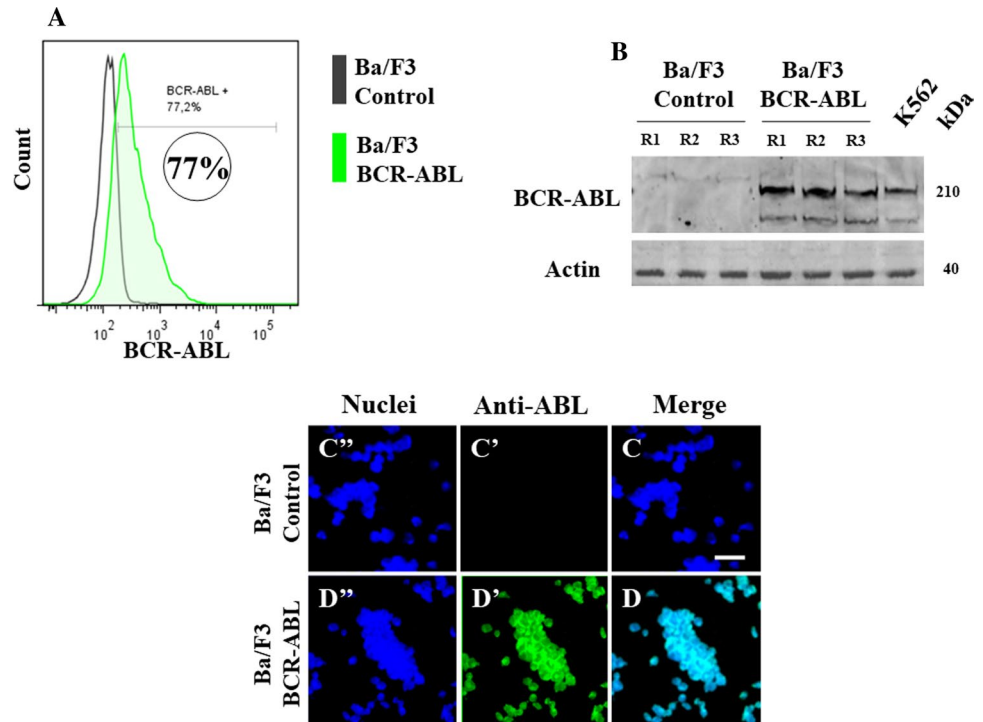 A
BCR-ABL +
77,2%
77%
Count
10² 10³ 10⁴ 10⁵
BCR-ABL
Ba/F3
Control
Ba/F3
BCR-ABL
B
Ba/F3
Control
Ba/F3
BCR-ABL
K562
kDa
R1 R2 R3 R1 R2 R3
BCR-ABL
210
Actin
40
Nuclei Anti-ABL Merge
Ba/F3
Control
C” C’ C
Ba/F3
BCR-ABL
D” D’ D